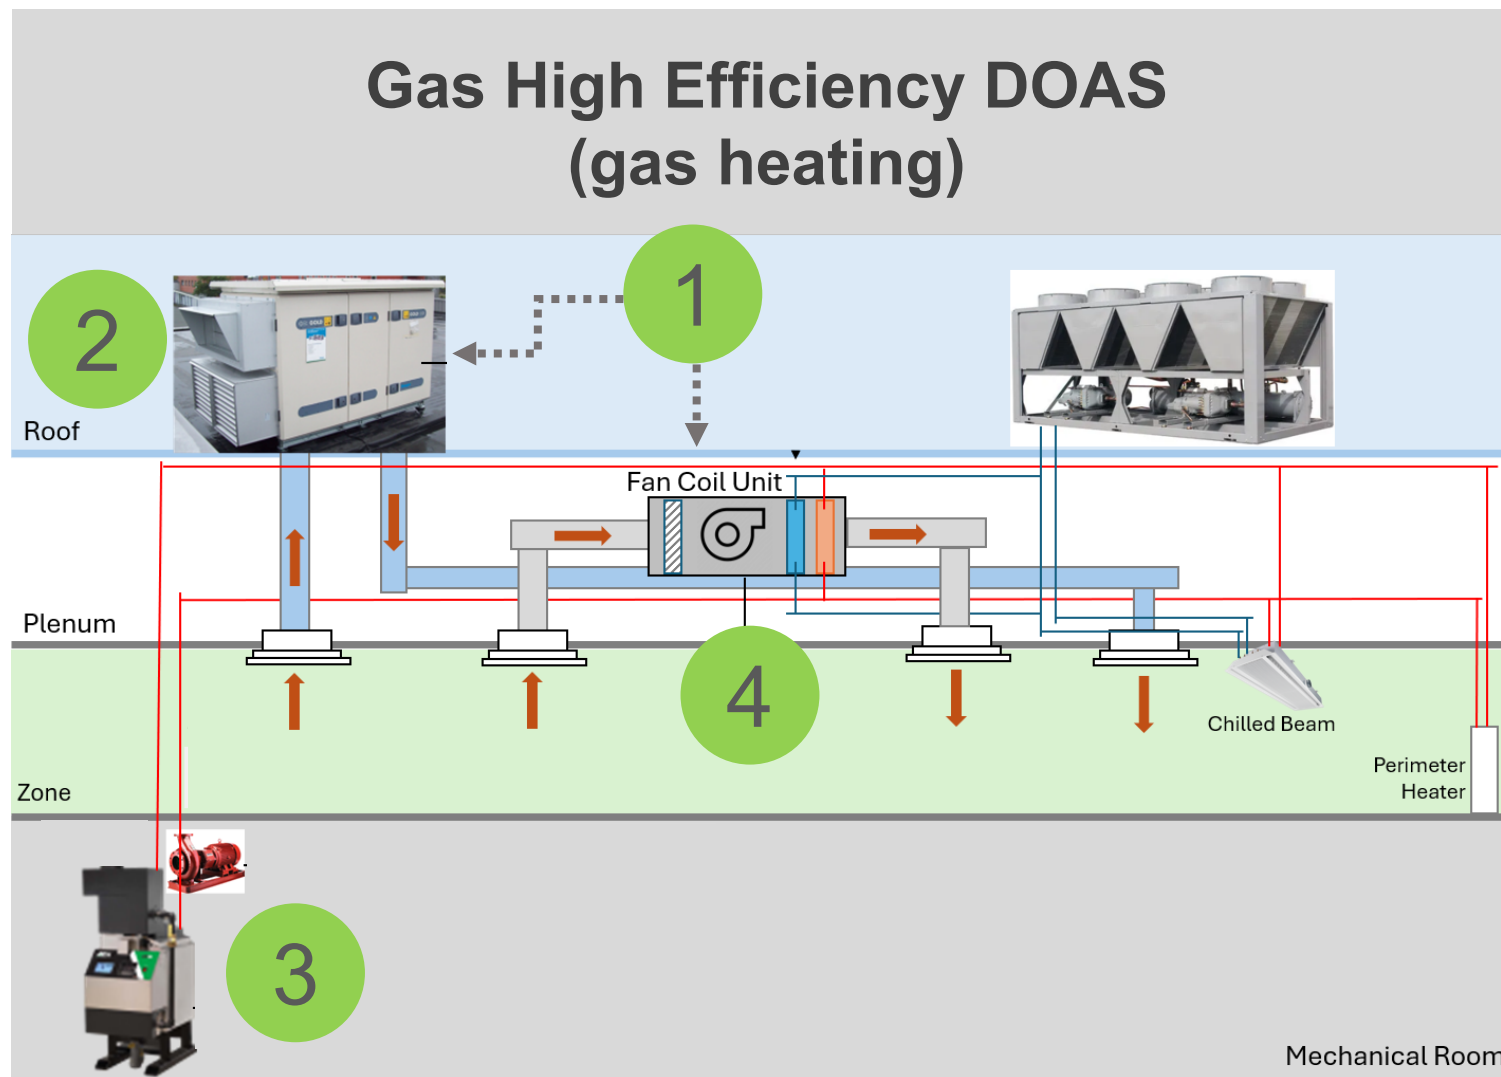 Gas High Efficiency DOAS
(gas heating)
1
2
GOLD
Roof
Fan Coil Unit
Plenum
4
Chilled Beam
Perimeter
Heater
Zone
3
Mechanical Room